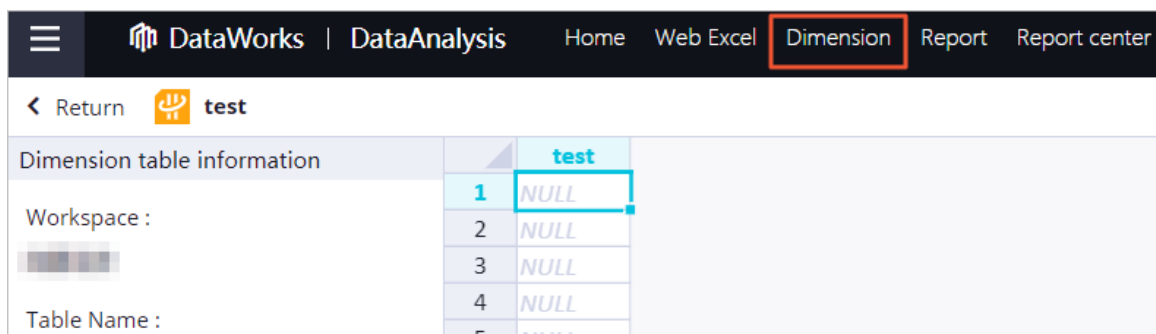 DataWorks | DataAnalysis Home Web Excel Dimension Report Report center
Return test
Dimension table information test
1 NULL
Workspace :
2 NULL
3 NULL
4 NULL
Table Name :